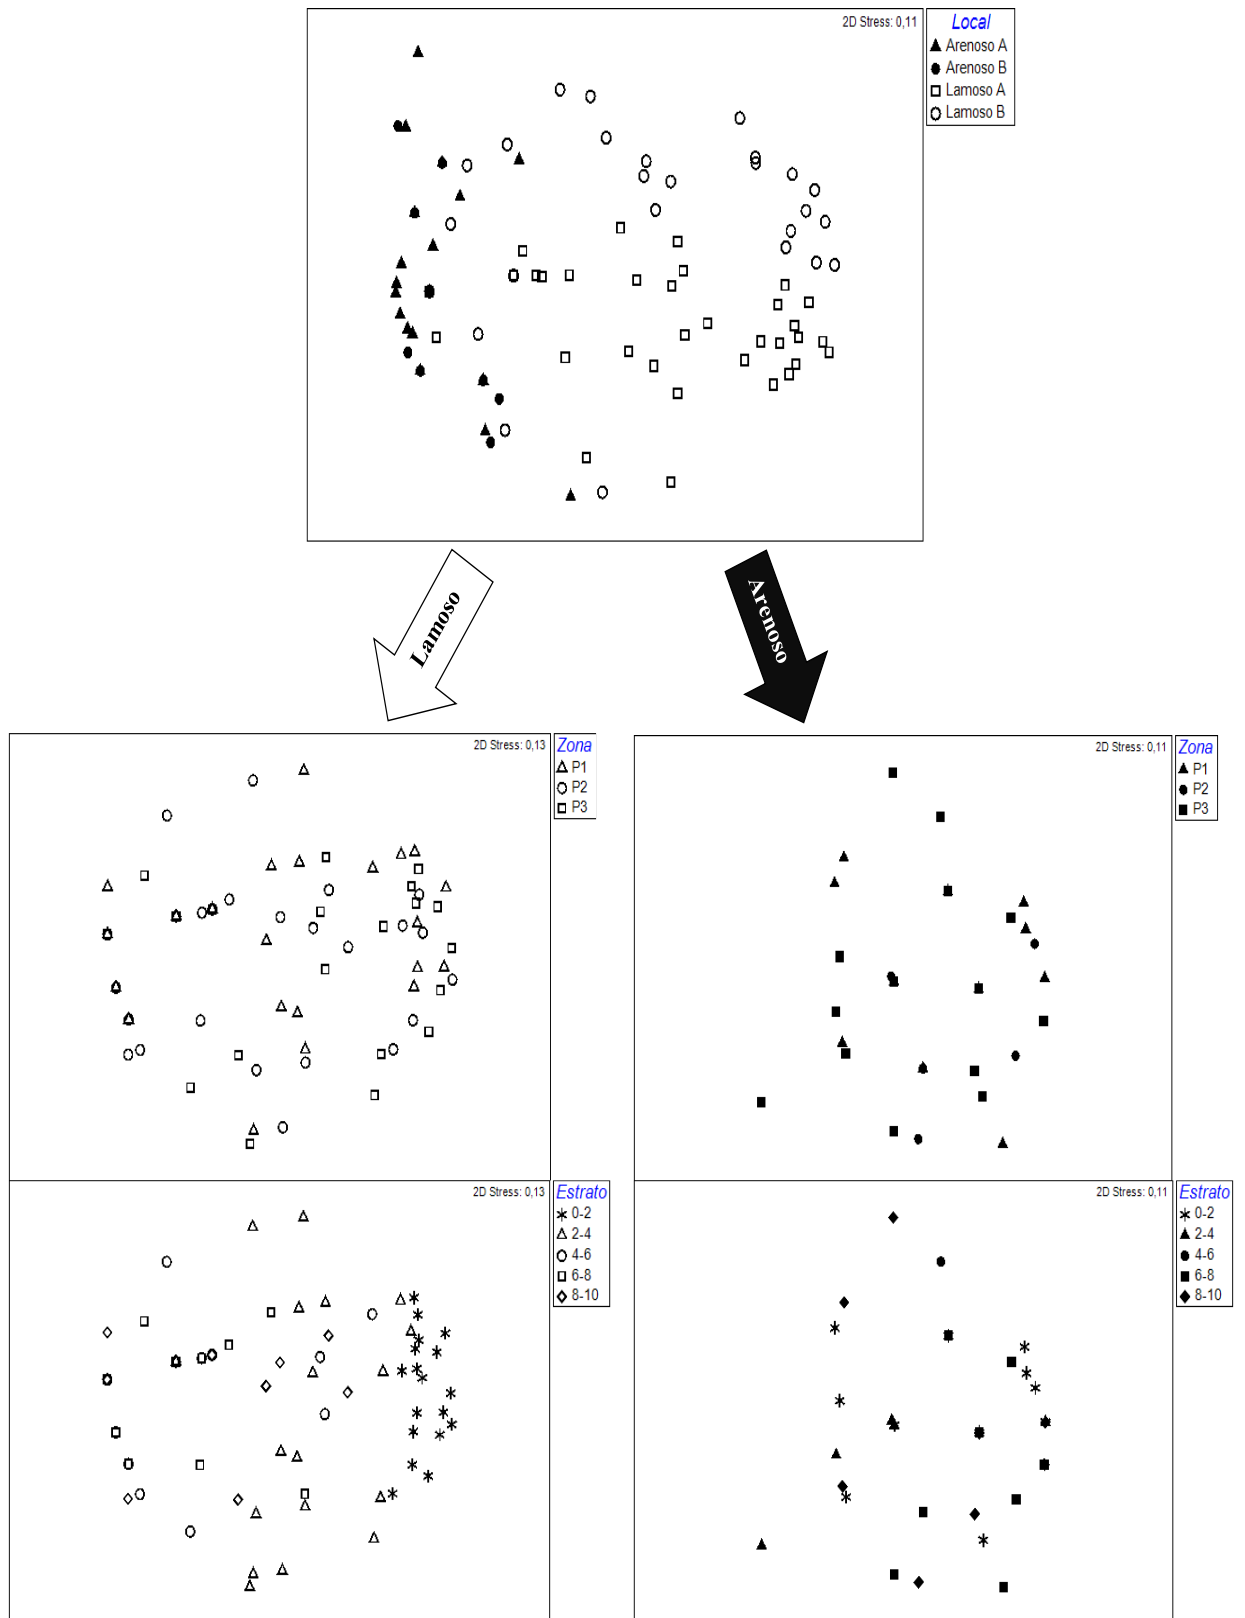 2D Stress: 0,11
Local
Arenoso A
Arenoso B
Lamoso A
Lamoso B
Lamoso
Arenoso
2D Stress: 0,13
Zona
P1
P2
P3
2D Stress: 0,11
Zona
P1
P2
P3
2D Stress: 0,13
Estrato
0-2
2-4
4-6
6-8
8-10
2D Stress: 0,11
Estrato
0-2
2-4
4-6
6-8
8-10